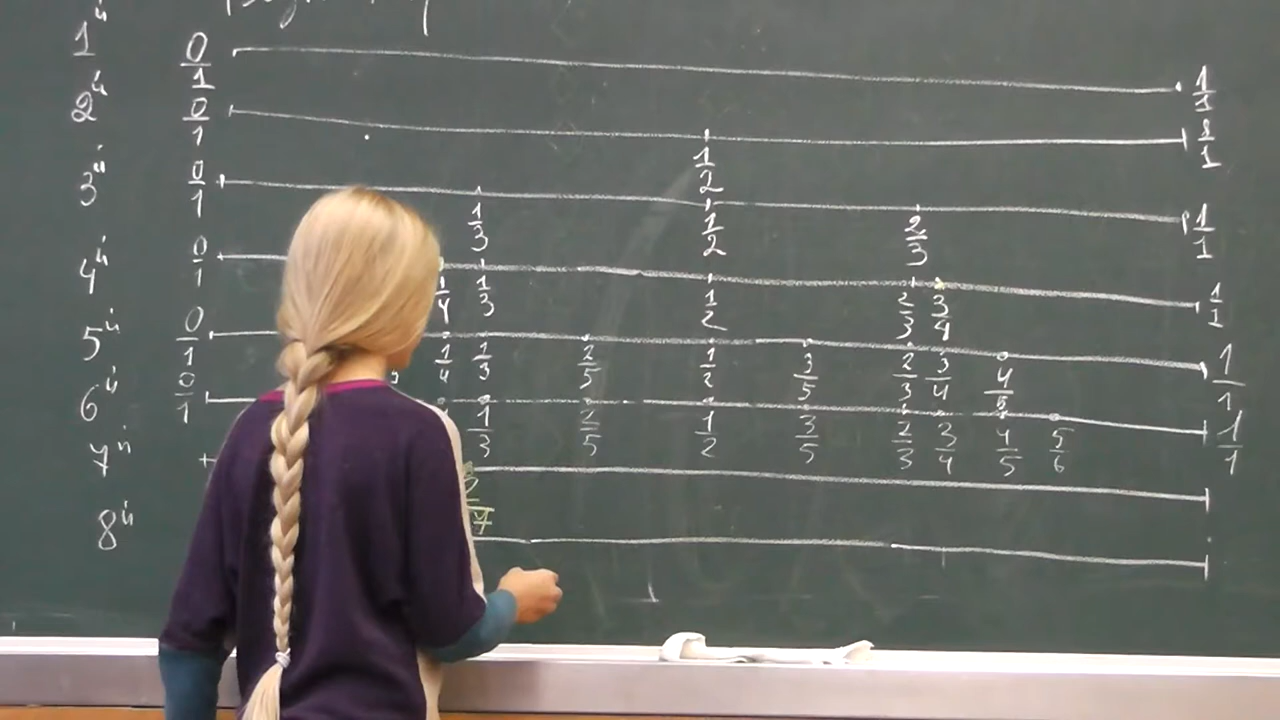 1й 0/1 1/1
2й 0/1 1/2 1/1
3й 0/1 1/3 1/2 2/3 1/1
4й 0/1 1/4 1/3 1/2 2/3 3/4 1/1
5й 0/1 1/4 1/3 2/5 1/2 3/5 2/3 3/4 4/5 1/1
6й 0/1 1/3 2/5 1/2 3/5 2/3 3/4 4/5 5/6 1/1
7й 2/7
8й